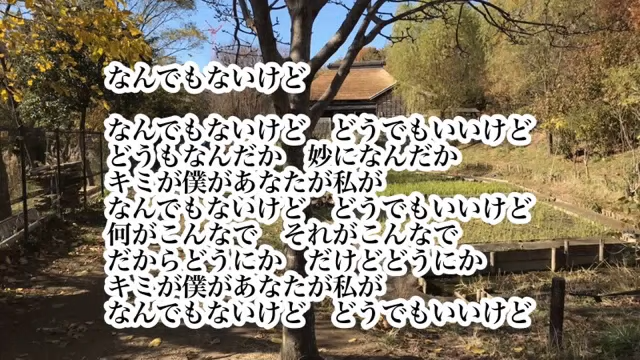 なんでもないけど
なんでもないけど　どうでもいいけど
どうもなんだか　妙になんだか
キミが僕があなたが私が
なんでもないけど　どうでもいいけど
何がこんなで　それがこんなで
だからどうにか　だけどどうにか
キミが僕があなたが私が
なんでもないけど　どうでもいいけど